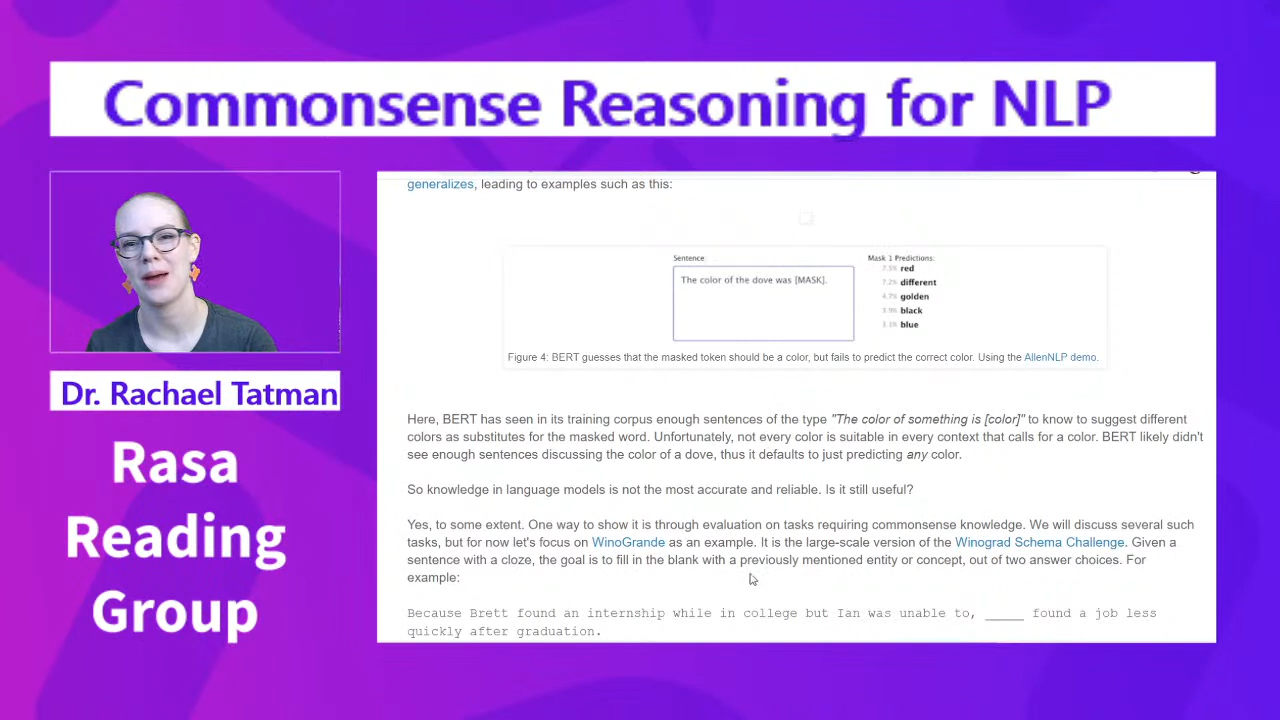 Commonsense Reasoning for NLP
Dr. Rachael Tatman
Rasa
Reading
Group
generalizes, leading to examples such as this:
Sentence:
The color of the dove was [MASK].
Mask 1 Predictions:
7.5% red
7.2% different
4.7% golden
3.9% black
3.3% blue
Figure 4: BERT guesses that the masked token should be a color, but fails to predict the correct color. Using the AllenNLP demo.
Here, BERT has seen in its training corpus enough sentences of the type "The color of something is [color]" to know to suggest different
colors as substitutes for the masked word. Unfortunately, not every color is suitable in every context that calls for a color. BERT likely didn't
see enough sentences discussing the color of a dove, thus it defaults to just predicting any color.
So knowledge in language models is not the most accurate and reliable. Is it still useful?
Yes, to some extent. One way to show it is through evaluation on tasks requiring commonsense knowledge. We will discuss several such
tasks, but for now let's focus on WinoGrande as an example. It is the large-scale version of the Winograd Schema Challenge. Given a
sentence with a cloze, the goal is to fill in the blank with a previously mentioned entity or concept, out of two answer choices. For
example:
Because Brett found an internship while in college but Ian was unable to, _____ found a job less
quickly after graduation.